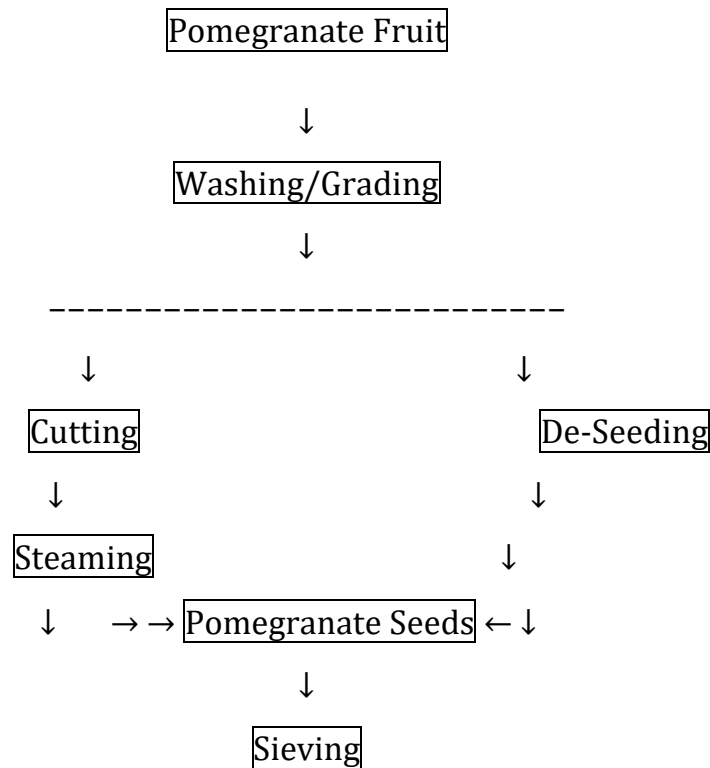 Pomegranate Fruit
↓
Washing/Grading
↓
---------------------------
↓ ↓
Cutting De-Seeding
↓ ↓
Steaming ↓
↓ → → Pomegranate Seeds ← ↓
↓
Sieving